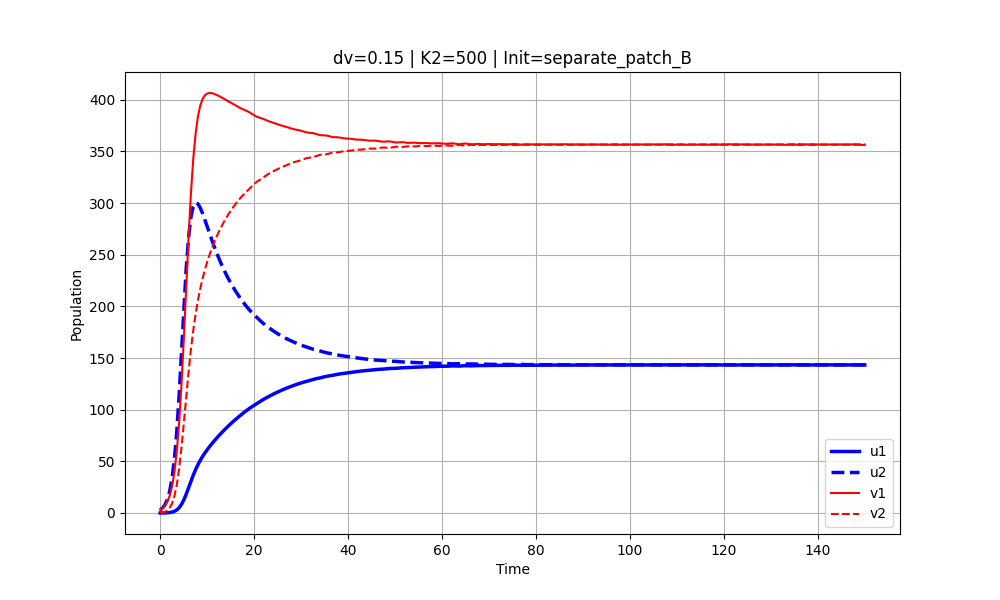 dv=0.15 | K2=500 | Init=separate_patch_B
Population
400
350
300
250
200
150
100
50
0
0 20 40 60 80 100 120 140
Time
u1
u2
v1
v2